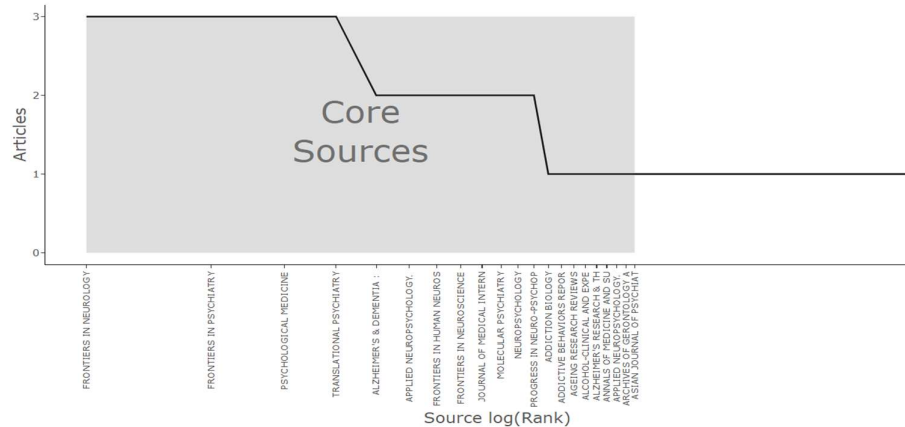 3
2
1
0
Articles
Core
Sources
FRONTIERS IN NEUROLOGY
FRONTIERS IN PSYCHIATRY
PSYCHOLOGICAL MEDICINE
TRANSLATIONAL PSYCHIATRY
ALZHEIMER'S & DEMENTIA :
APPLIED NEUROPSYCHOLOGY.
FRONTIERS IN HUMAN NEUROS
FRONTIERS IN NEUROSCIENCE
JOURNAL OF MEDICAL INTERN
MOLECULAR PSYCHIATRY
NEUROPSYCHOLOGY
PROGRESS IN NEURO-PSYCHOP
ADDICTION BIOLOGY
ADDICTIVE BEHAVIORS REPOR
AGEING RESEARCH REVIEWS
ALCOHOL-CLINICAL AND EXPE
ALZHEIMER'S RESEARCH & TH
ANNALS OF MEDICINE AND SU
APPLIED NEUROPSYCHOLOGY.
ARCHIVES OF GERONTOLOGY A
ASIAN JOURNAL OF PSYCHIAT
Source log(Rank)